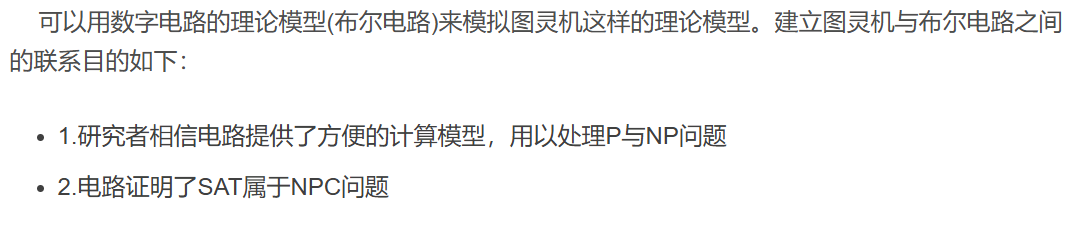 可以用数字电路的理论模型(布尔电路)来模拟图灵机这样的理论模型。建立图灵机与布尔电路之间
的联系目的如下：
• 1.研究者相信电路提供了方便的计算模型，用以处理P与NP问题
• 2.电路证明了SAT属于NPC问题